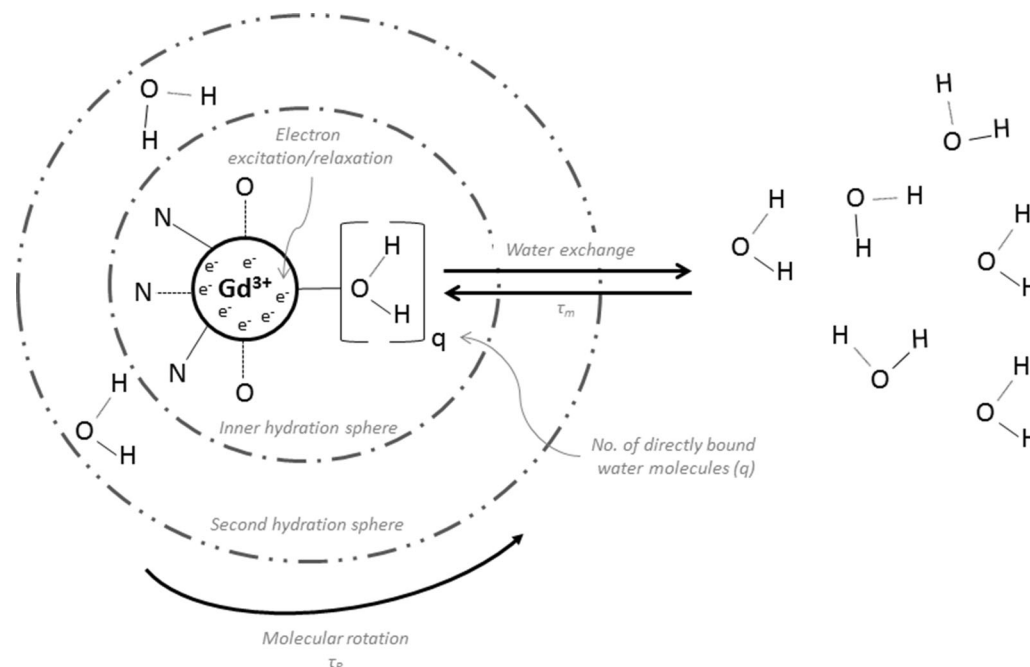 O H
H
Electron
excitation/relaxation
O
N
e⁻ e⁻
N Gd³⁺ e⁻
e⁻ e⁻ e⁻ e⁻
N
O
H
O
H
q
Water exchange
τm
H
O
H
Inner hydration sphere
No. of directly bound
water molecules (q)
Second hydration sphere
Molecular rotation
τR
H
O H
H
O
H
O H
H
H
O
H
H H
O
H
O
H